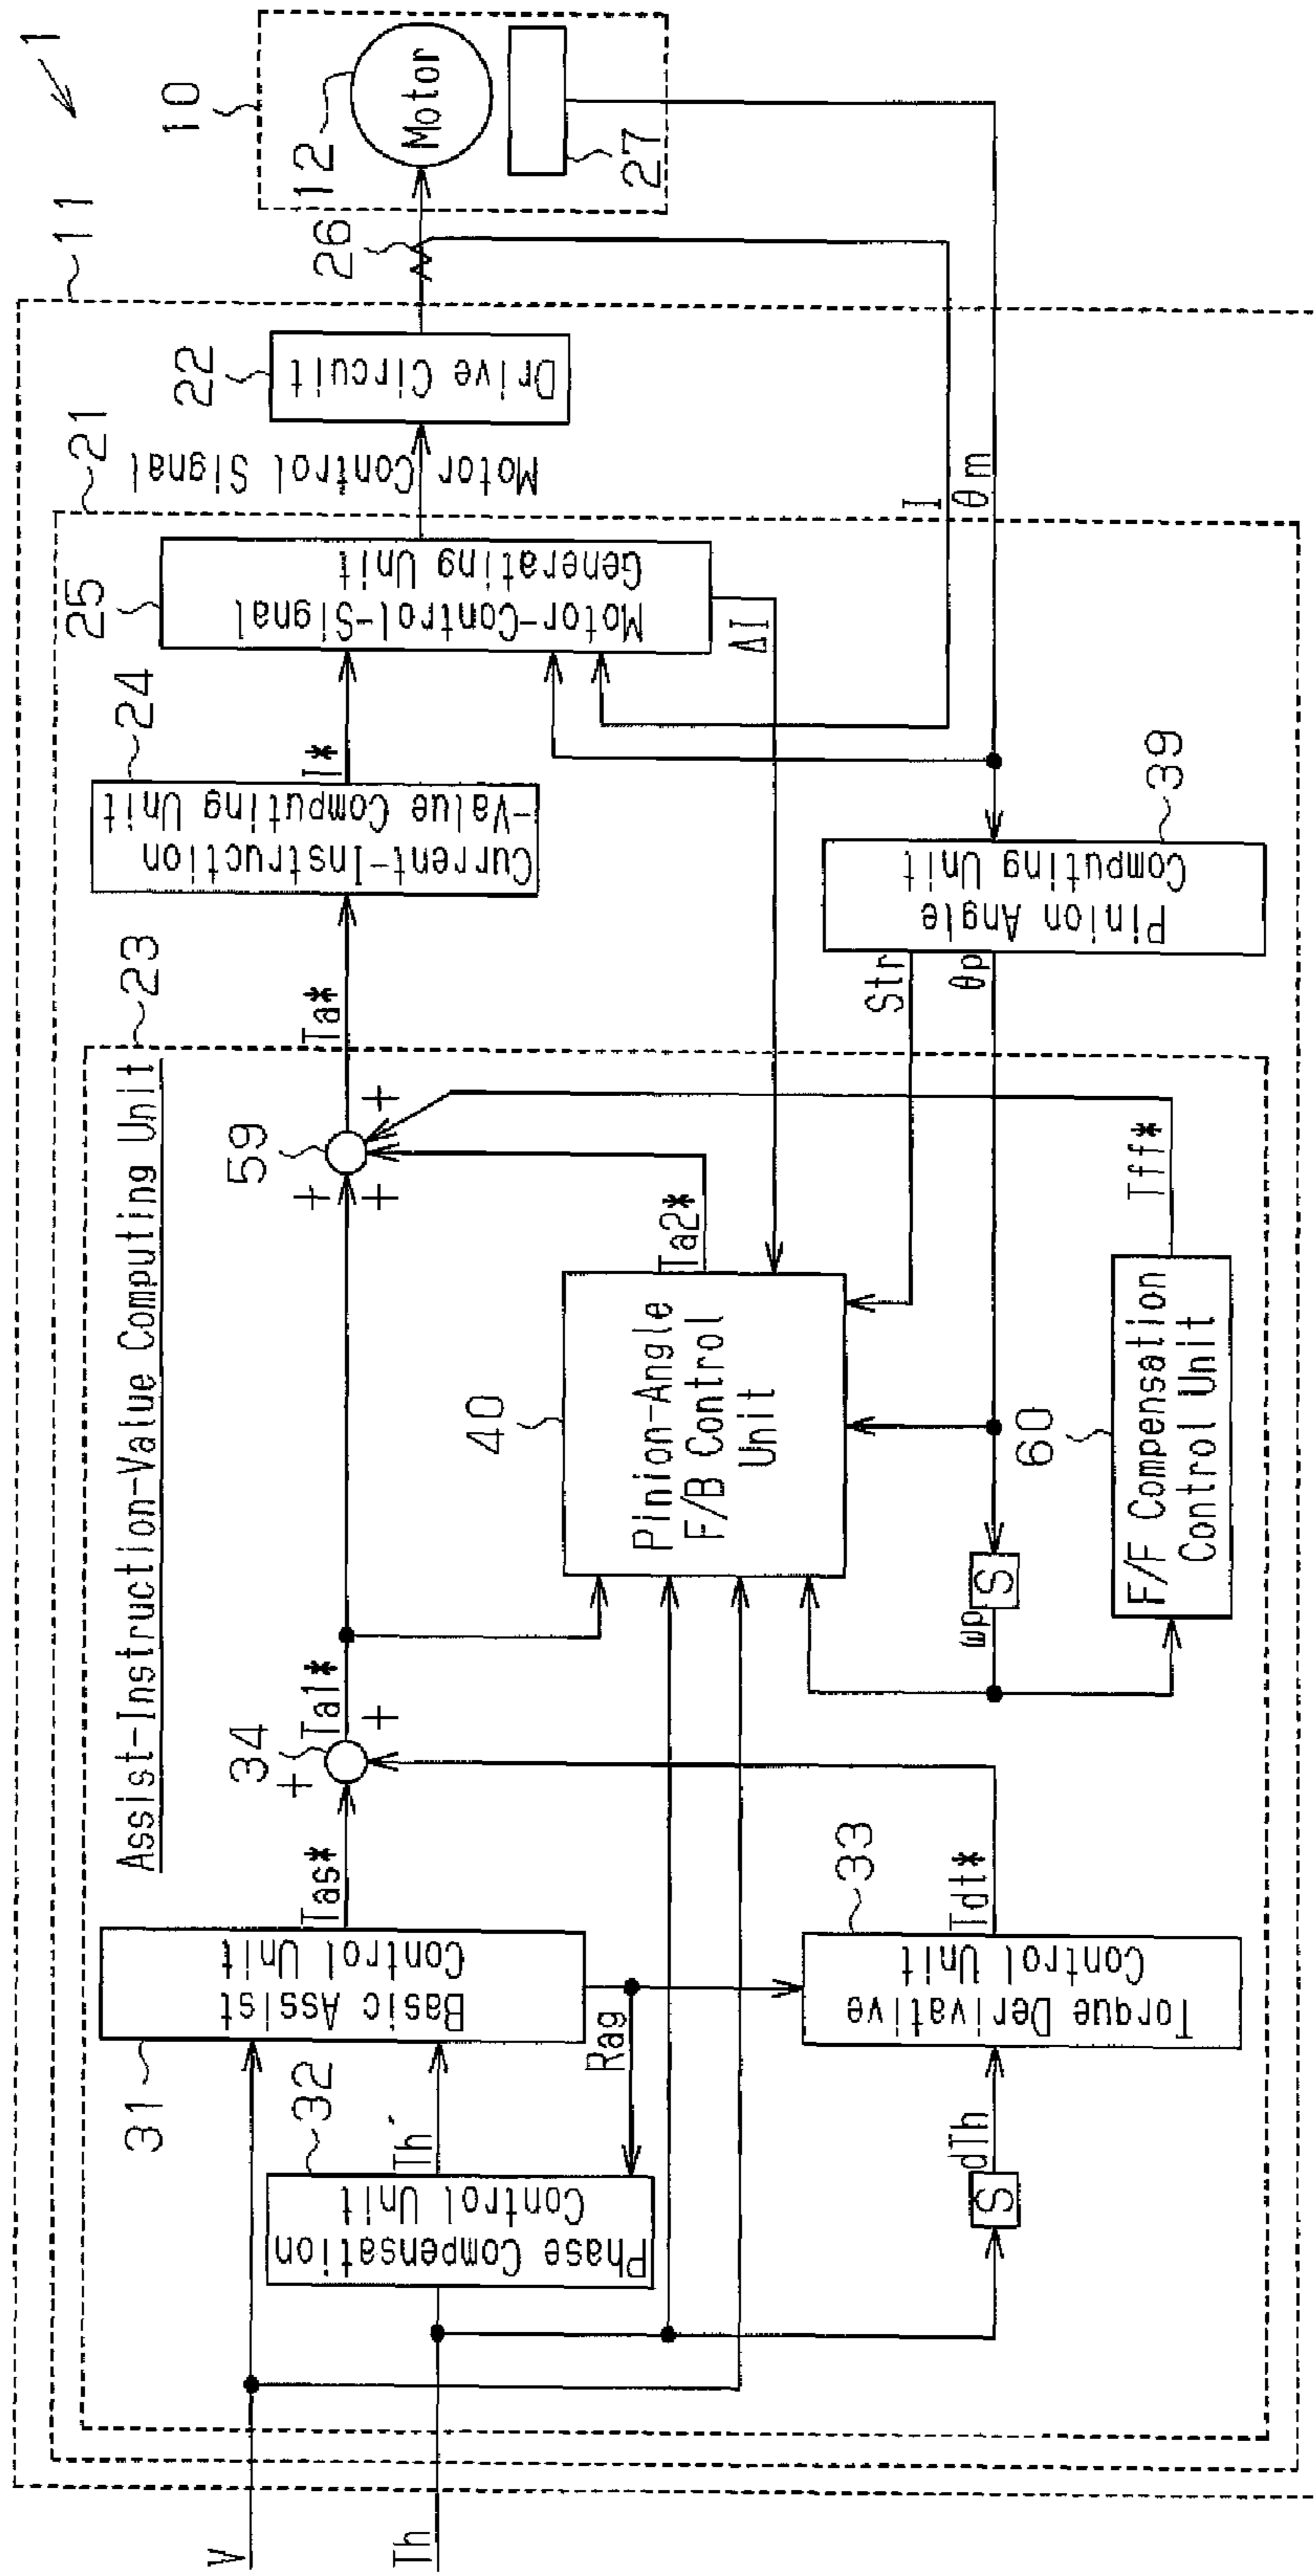 1
10
12
Motor
27
11
26
22
Drive Circuit
21
Motor Control Signal
25
Motor-Control-Signal
Generating Unit
ΔI
I
θm
24
Current-Instruction
-Value Computing Unit
I*
39
Pinion Angle
Computing Unit
Str
θp
23
Assist-Instruction-Value Computing Unit
Ta*
59
+
+
+
Ta2*
Tff*
40
Pinion-Angle
F/B Control
Unit
60
F/F Compensation
Control Unit
S
ωp
34
Ta1*
+
+
Tas*
31
Basic Assist
Control Unit
Rag
33
Torque Derivative
Control Unit
Tdt*
32
Phase Compensation
Control Unit
Th'
dTh
S
V
Th